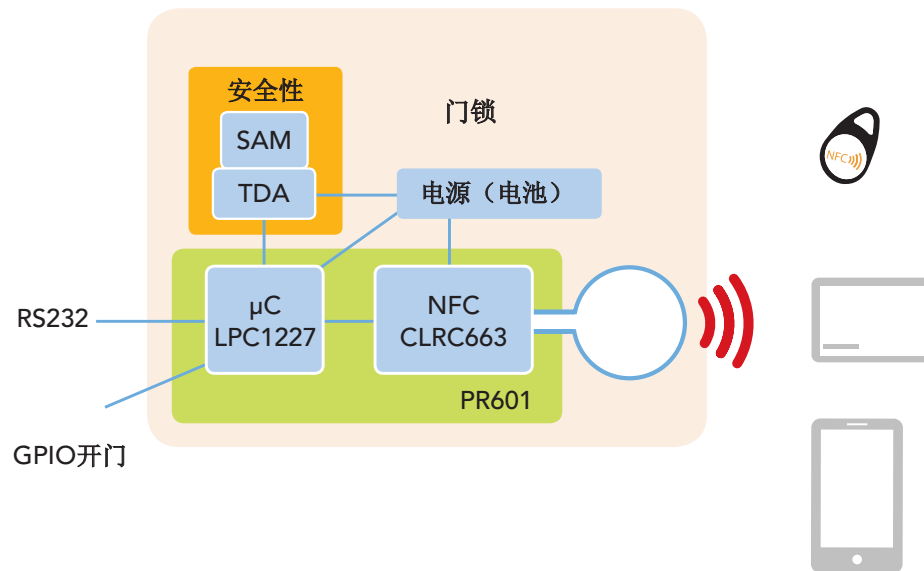 安全性
SAM
TDA
门锁
电源（电池）
NFC
RS232
µC
LPC1227
NFC
CLRC663
PR601
GPIO开门